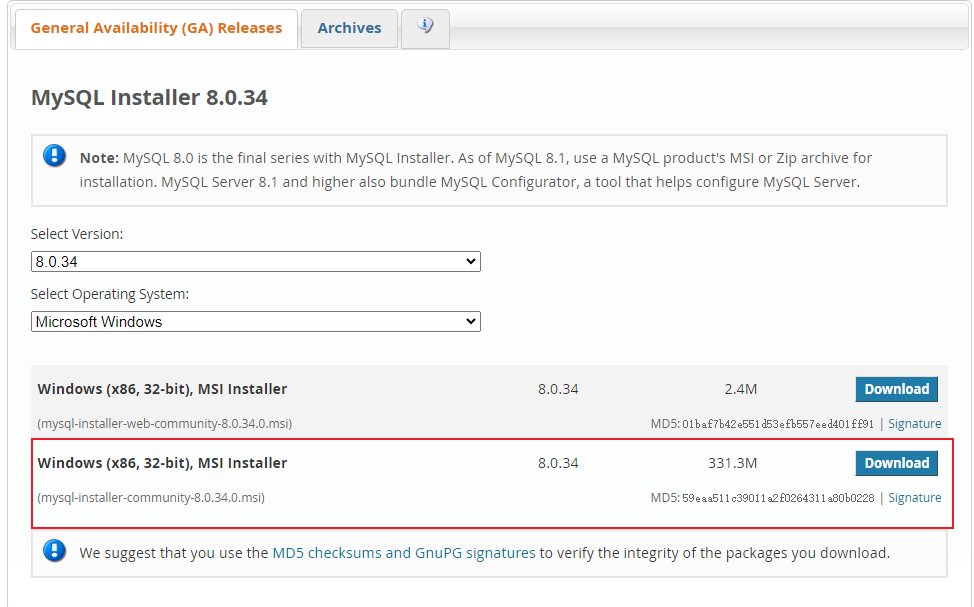 General Availability (GA) Releases
Archives
MySQL Installer 8.0.34
Note: MySQL 8.0 is the final series with MySQL Installer. As of MySQL 8.1, use a MySQL product's MSI or Zip archive for
installation. MySQL Server 8.1 and higher also bundle MySQL Configurator, a tool that helps configure MySQL Server.
Select Version:
8.0.34
Select Operating System:
Microsoft Windows
Windows (x86, 32-bit), MSI Installer 8.0.34 2.4M Download
(mysql-installer-web-community-8.0.34.0.msi) MD5: 01baf7b42e551d53efb557eed401ff91 | Signature
Windows (x86, 32-bit), MSI Installer 8.0.34 331.3M Download
(mysql-installer-community-8.0.34.0.msi) MD5: 59eaa511c39011a2f0264311a80b0228 | Signature
We suggest that you use the MD5 checksums and GnuPG signatures to verify the integrity of the packages you download.